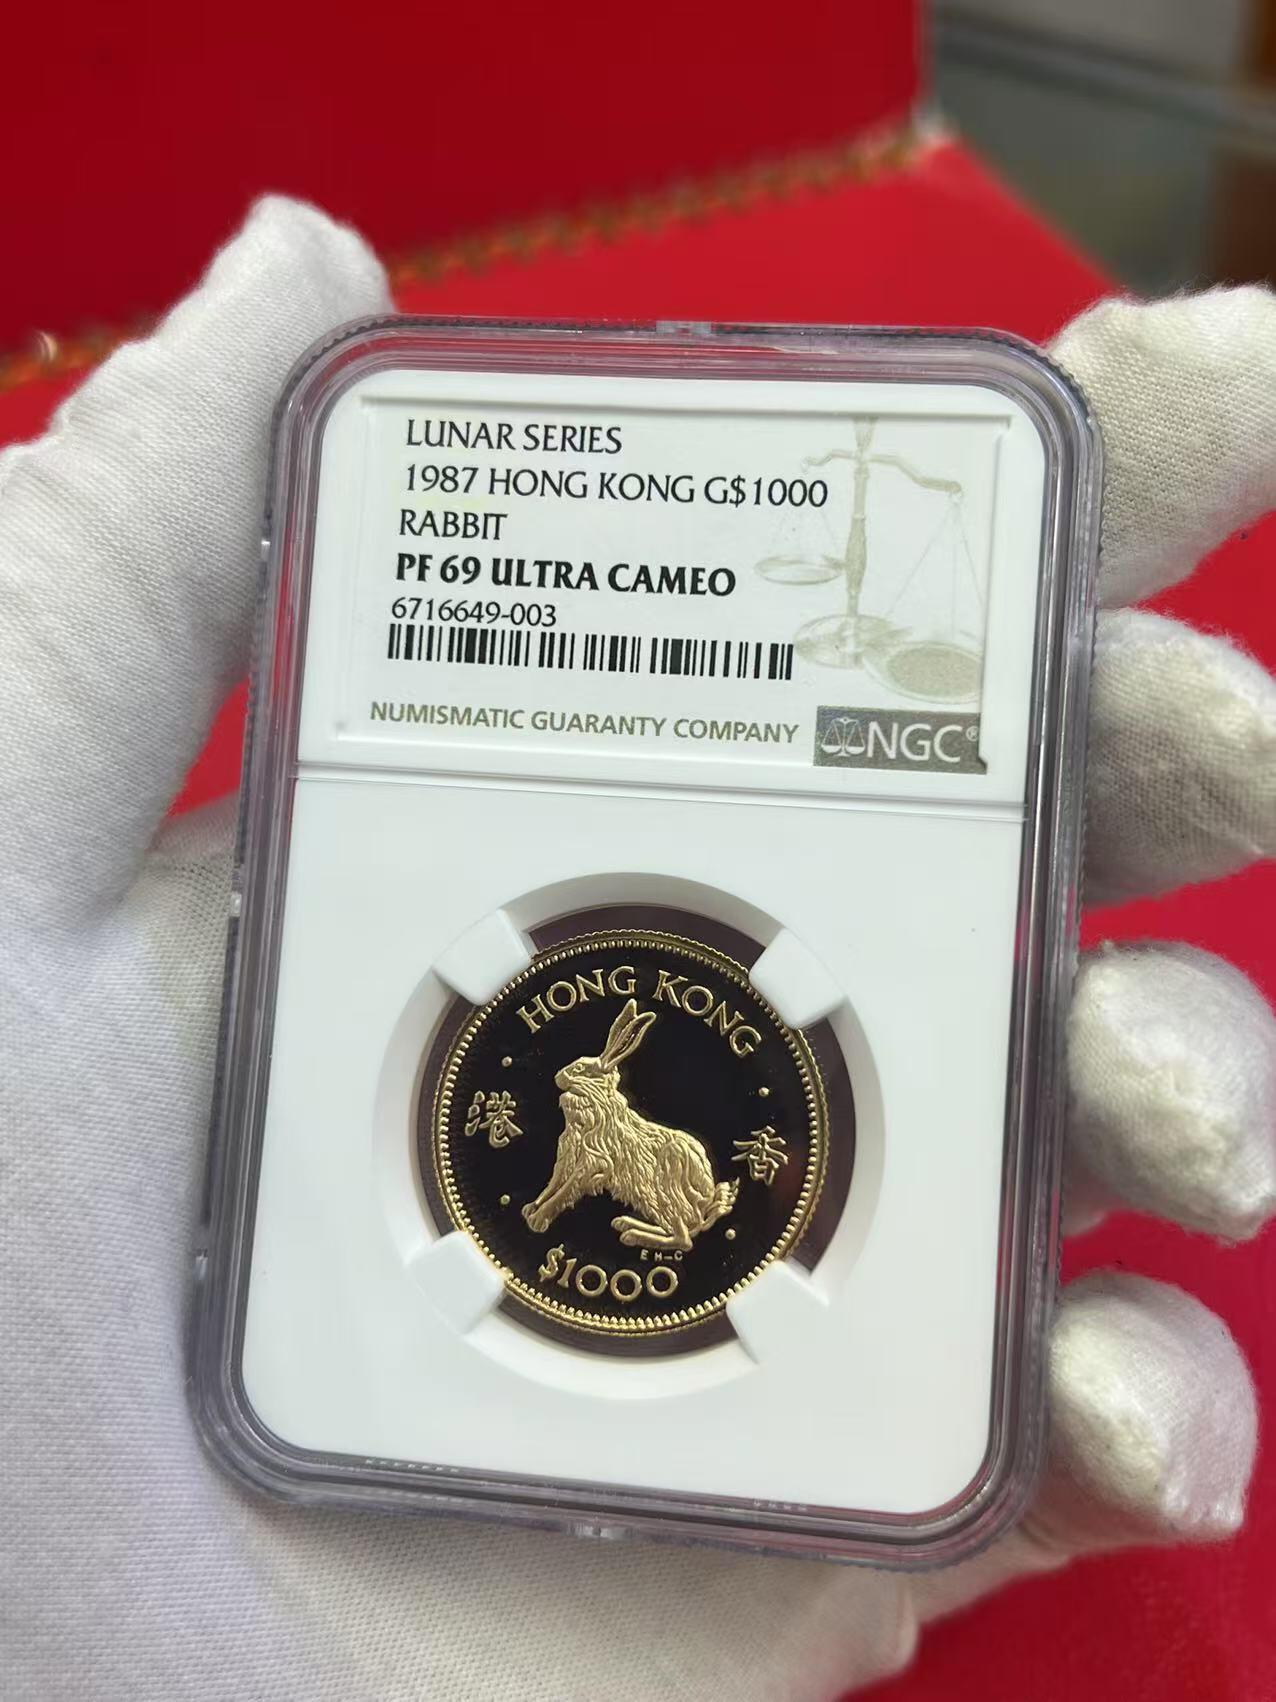 LUNAR SERIES
1987 HONG KONG G$1000
RABBIT
PF 69 ULTRA CAMEO
6716649-003
NUMISMATIC GUARANTY COMPANY
NGC®
HONG KONG
港 香
EH-C
$1000